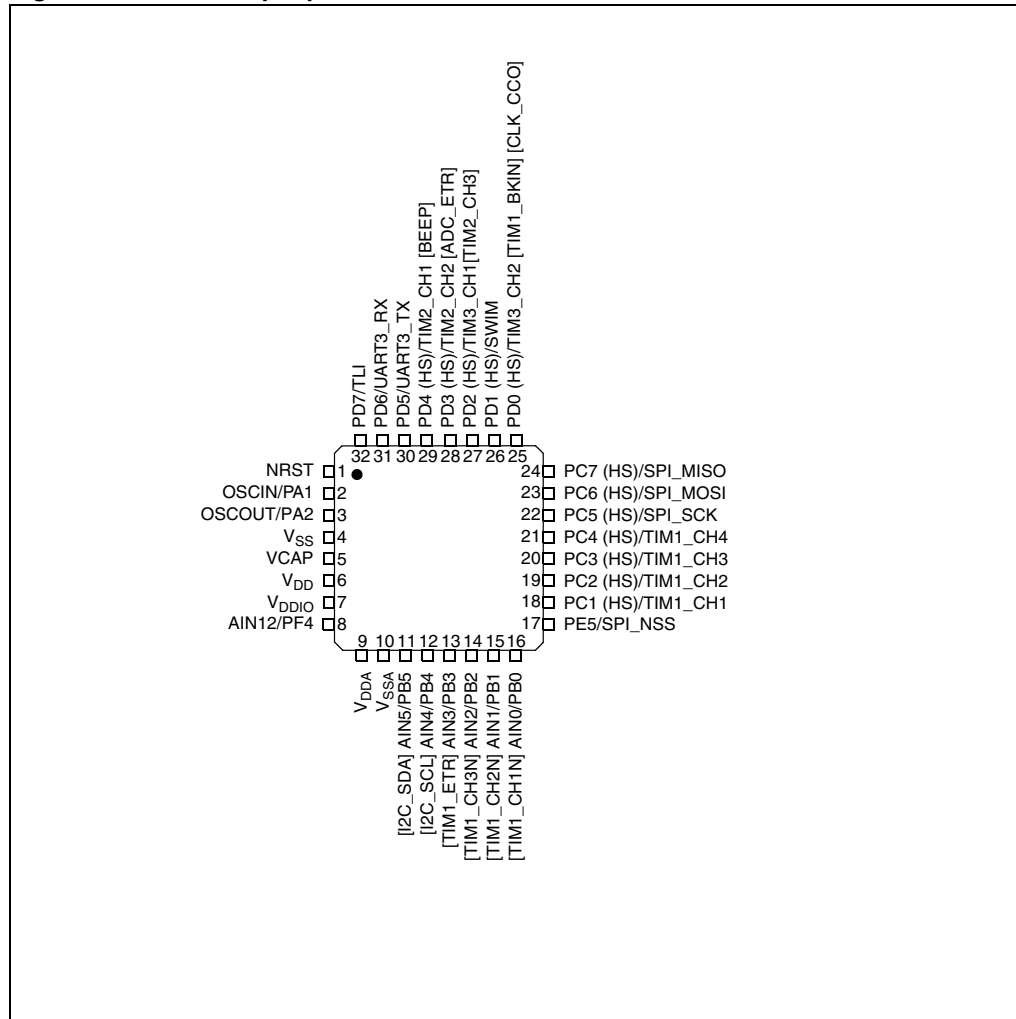 PD7/TLI
PD6/UART3_RX
PD5/UART3_TX
PD4 (HS)/TIM2_CH1 [BEEP]
PD3 (HS)/TIM2_CH2 [ADC_ETR]
PD2 (HS)/TIM3_CH1[TIM2_CH3]
PD1 (HS)/SWIM
PD0 (HS)/TIM3_CH2 [TIM1_BKIN] [CLK_CCO]
32 31 30 29 28 27 26 25
NRST 1
OSCIN/PA1 2
OSCOUT/PA2 3
VSS 4
VCAP 5
VDD 6
VDDIO 7
AIN12/PF4 8
24 PC7 (HS)/SPI_MISO
23 PC6 (HS)/SPI_MOSI
22 PC5 (HS)/SPI_SCK
21 PC4 (HS)/TIM1_CH4
20 PC3 (HS)/TIM1_CH3
19 PC2 (HS)/TIM1_CH2
18 PC1 (HS)/TIM1_CH1
17 PE5/SPI_NSS
9 10 11 12 13 14 15 16
VDDA
VSSA
[I2C_SDA] AIN5/PB5
[I2C_SCL] AIN4/PB4
[TIM1_ETR] AIN3/PB3
[TIM1_CH3N] AIN2/PB2
[TIM1_CH2N] AIN1/PB1
[TIM1_CH1N] AIN0/PB0